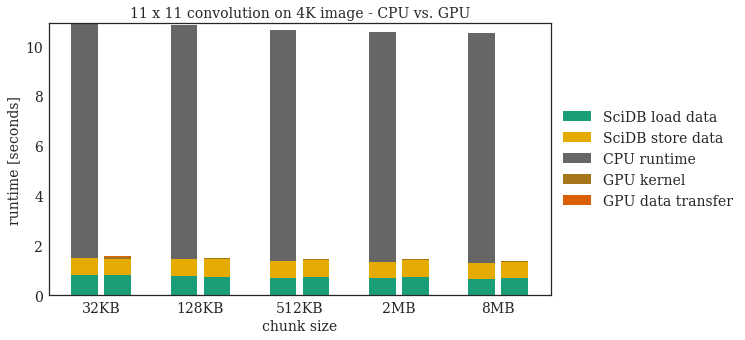 11 x 11 convolution on 4K image - CPU vs. GPU
runtime [seconds]
10
8
6
4
2
0
32KB
128KB
512KB
2MB
8MB
chunk size
SciDB load data
SciDB store data
CPU runtime
GPU kernel
GPU data transfer